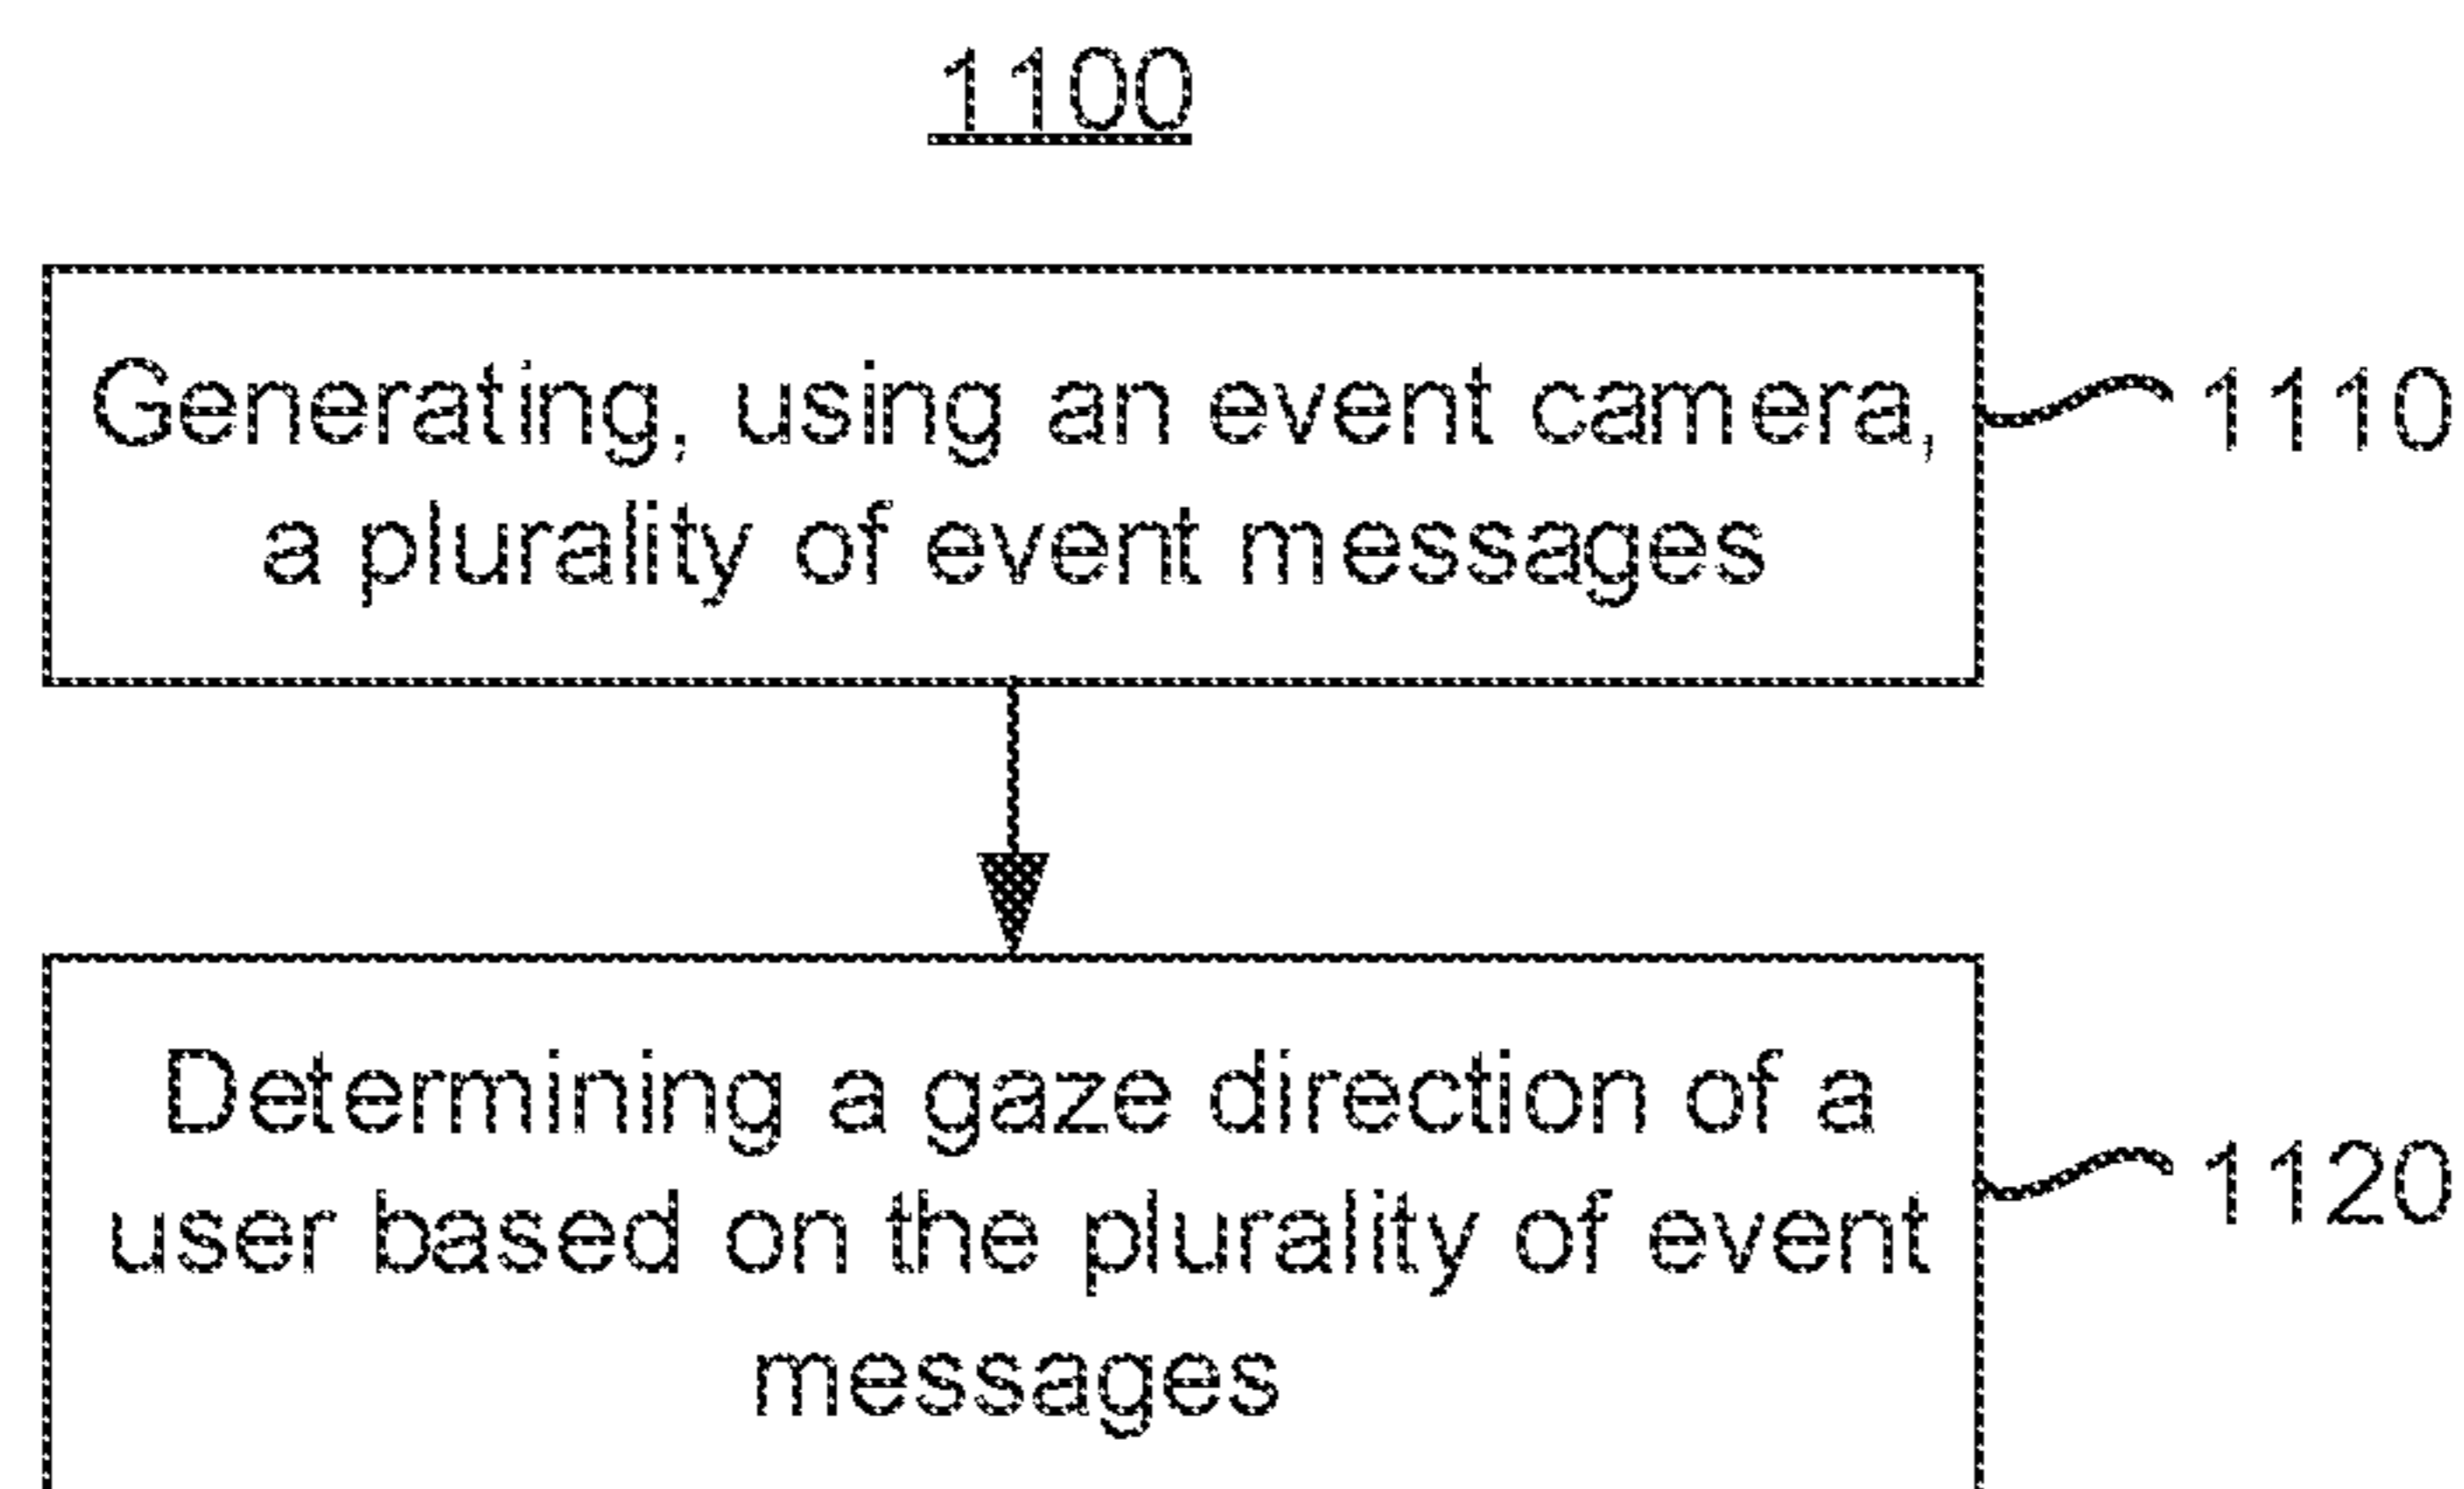 1100
Generating, using an event camera,
a plurality of event messages
1110
Determining a gaze direction of a
user based on the plurality of event
messages
1120